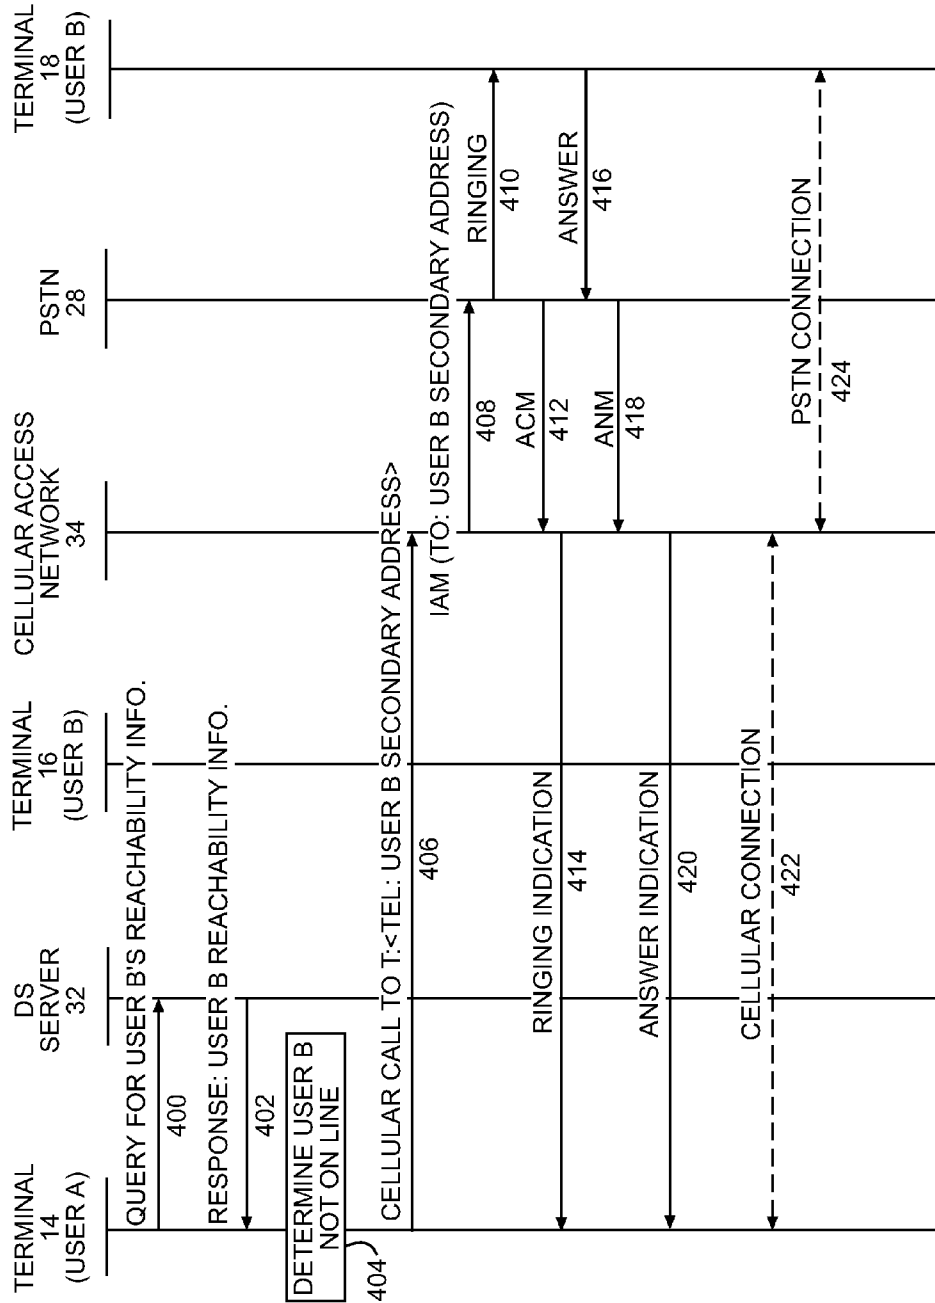 TERMINAL
14
(USER A)
DS
SERVER
32
TERMINAL
16
(USER B)
CELLULAR ACCESS
NETWORK
34
PSTN
28
TERMINAL
18
(USER B)
QUERY FOR USER B'S REACHABILITY INFO.
400
RESPONSE: USER B REACHABILITY INFO.
402
DETERMINE USER B
NOT ON LINE
404
CELLULAR CALL TO T:<TEL: USER B SECONDARY ADDRESS>
406
IAM (TO: USER B SECONDARY ADDRESS)
408
RINGING
410
ACM
412
RINGING INDICATION
414
ANSWER
416
ANM
418
ANSWER INDICATION
420
CELLULAR CONNECTION
422
PSTN CONNECTION
424